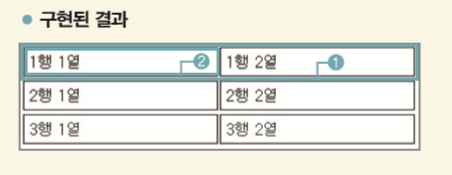 ● 구현된 결과
1행 1열 ② 1행 2열 ①
2행 1열 2행 2열
3행 1열 3행 2열